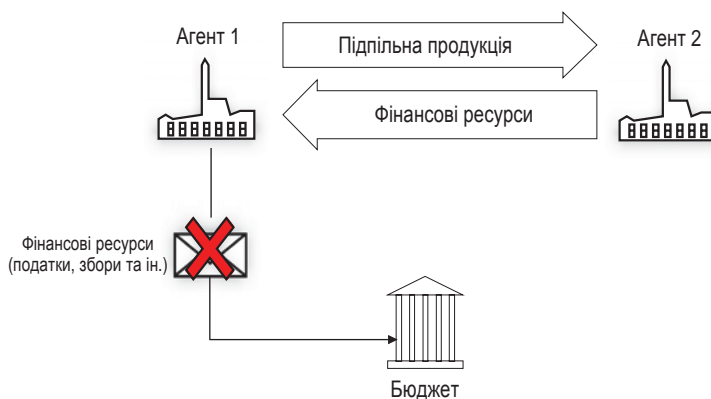 Агент 1
Підпільна продукція
Агент 2
Фінансові ресурси
Фінансові ресурси
(податки, збори та ін.)
Бюджет